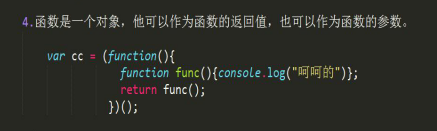 4.函数是一个对象，他可以作为函数的返回值，也可以作为函数的参数。
var cc = (function(){
function func(){console.log("呵呵的")};
return func();
})();